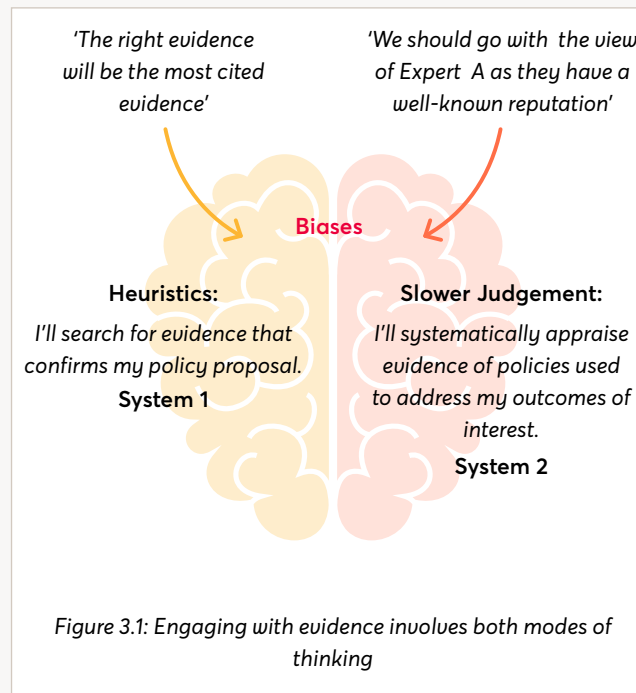 'The right evidence
will be the most cited
evidence'
'We should go with the view
of Expert A as they have a
well-known reputation'
Biases
Heuristics:
I'll search for evidence that
confirms my policy proposal.
System 1
Slower Judgement:
I'll systematically appraise
evidence of policies used
to address my outcomes of
interest.
System 2
Figure 3.1: Engaging with evidence involves both modes of
thinking